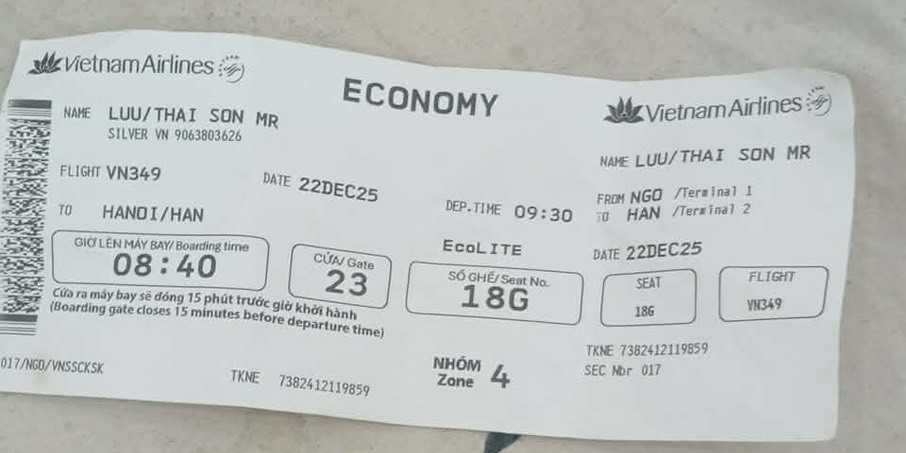 Vietnam Airlines
ECONOMY
NAME LUU/THAI SON MR
SILVER VN 9063803626
FLIGHT VN349
DATE 22DEC25
TO HANOI/HAN
DEP.TIME 09:30
EcoLITE
GIỜ LÊN MÁY BAY/Boarding time
08:40
CỬA/Gate
23
SỐ GHẾ/Seat No.
18G
Cửa ra máy bay sẽ đóng 15 phút trước giờ khởi hành
(Boarding gate closes 15 minutes before departure time)
017/NGO/VNSSCKSK
TKNE 7382412119859
NHÓM
Zone 4
Vietnam Airlines
NAME LUU/THAI SON MR
FROM NGO /Terminal 1
TO HAN /Terminal 2
DATE 22DEC25
SEAT
18G
FLIGHT
VN349
TKNE 7382412119859
SEC Nbr 017